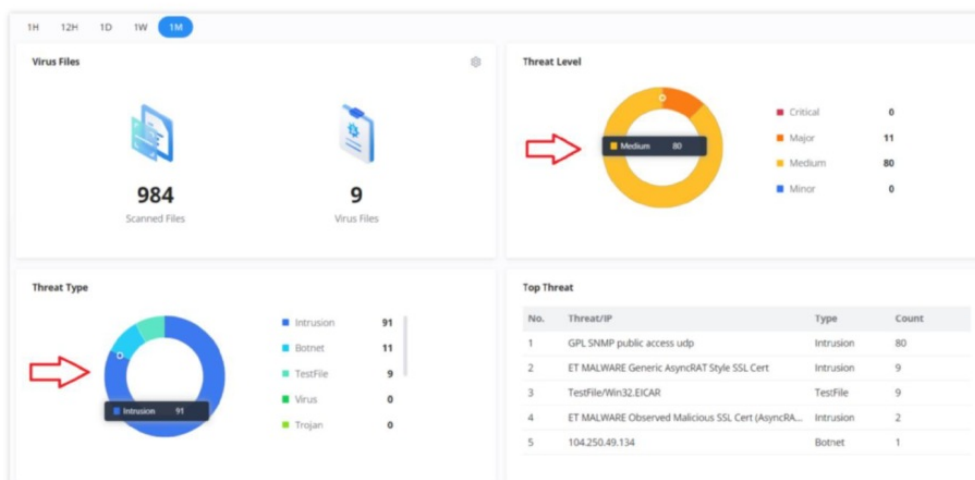 1H 12H 1D 1W 1M
Virus Files
984
Scanned Files
9
Virus Files
Threat Level
Medium 80
Critical 0
Major 11
Medium 80
Minor 0
Threat Type
Intrusion 91
Intrusion 91
Botnet 11
TestFile 9
Virus 0
Trojan 0
Top Threat
No. Threat/IP Type Count
1 GPL SNMP public access udp Intrusion 80
2 ET MALWARE Generic AsyncRAT Style SSL Cert Intrusion 9
3 TestFile/Win32.EICAR TestFile 9
4 ET MALWARE Observed Malicious SSL Cert (AsyncRA... Intrusion 2
5 104.250.49.134 Botnet 1